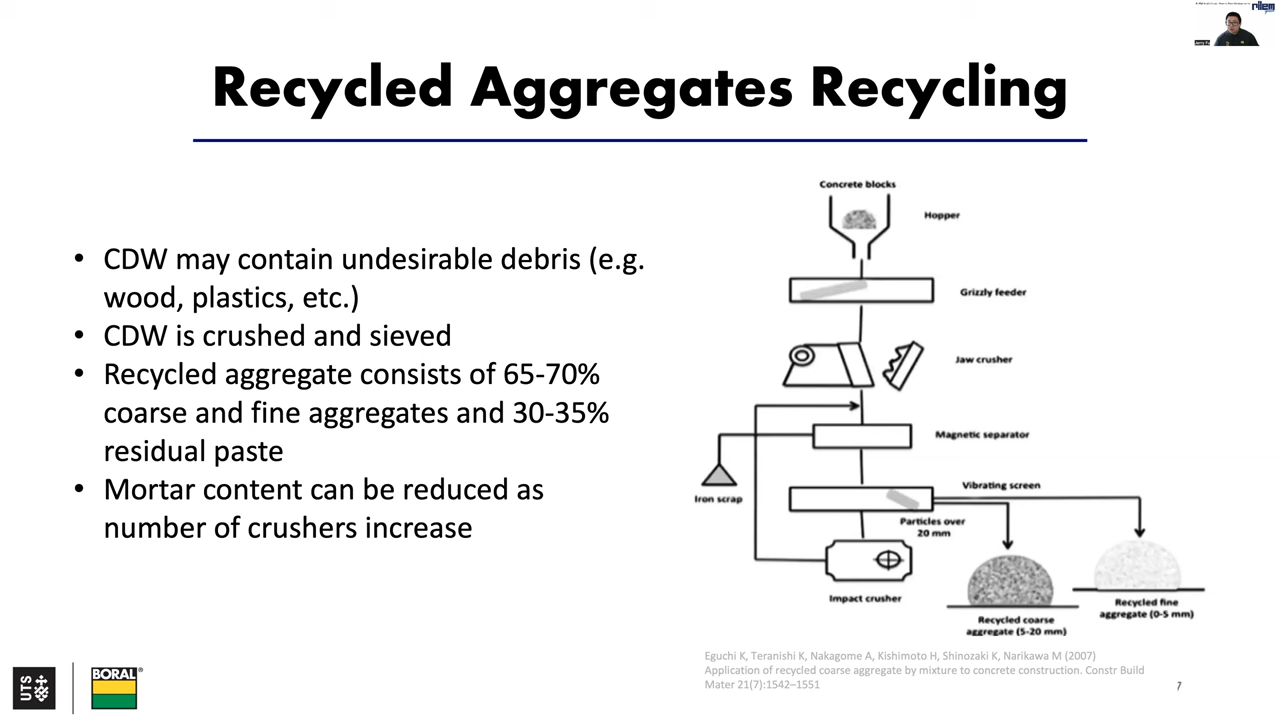 Recycled Aggregates Recycling
• CDW may contain undesirable debris (e.g.
wood, plastics, etc.)
• CDW is crushed and sieved
• Recycled aggregate consists of 65-70%
coarse and fine aggregates and 30-35%
residual paste
• Mortar content can be reduced as
number of crushers increase
Concrete blocks
Hopper
Grizzly feeder
Jaw crusher
Magnetic separator
Iron scrap
Vibrating screen
Particles over
20 mm
Impact crusher
Recycled coarse
aggregate (5-20 mm)
Recycled fine
aggregate (0-5 mm)
Eguchi K, Teranishi K, Nakagome A, Kishimoto H, Shinozaki K, Narikawa M (2007)
Application of recycled coarse aggregate by mixture to concrete construction. Constr Build
Mater 21(7):1542–1551
UTS
BORAL®
7
rilem